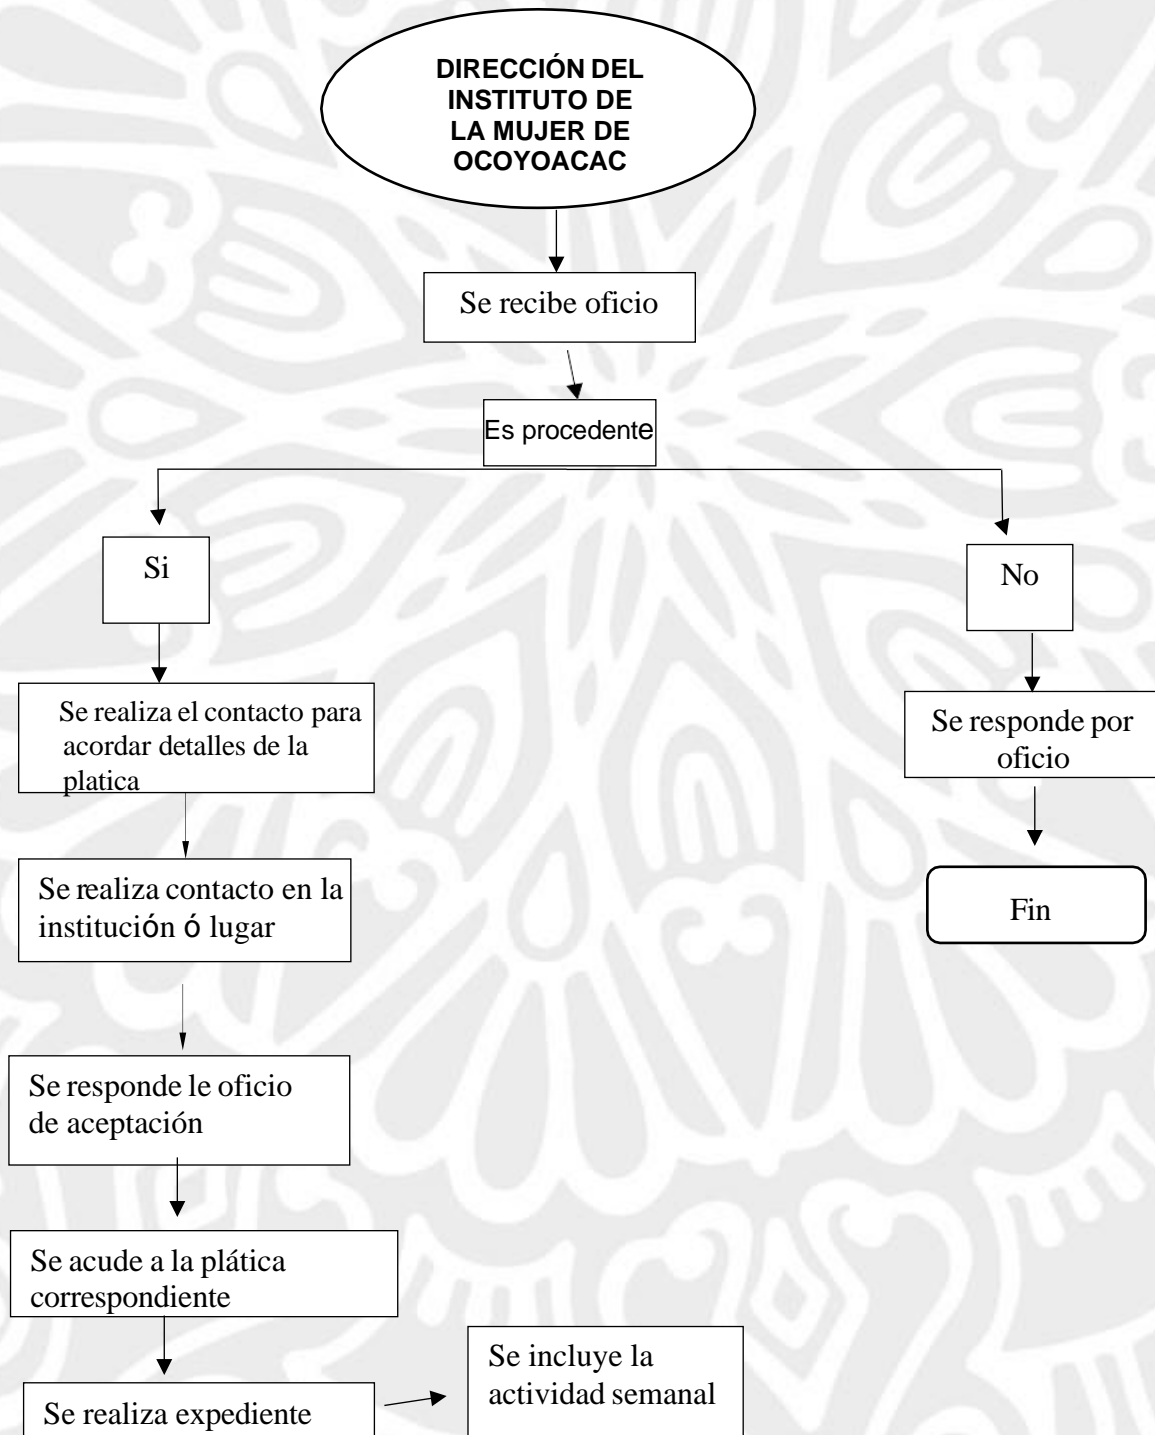 DIRECCIÓN DEL
INSTITUTO DE
LA MUJER DE
OCOYOACAC
Se recibe oficio
Es procedente
Si
No
Se realiza el contacto para
acordar detalles de la
platica
Se responde por
oficio
Se realiza contacto en la
institución ó lugar
Fin
Se responde le oficio
de aceptación
Se acude a la plática
correspondiente
Se incluye la
actividad semanal
Se realiza expediente